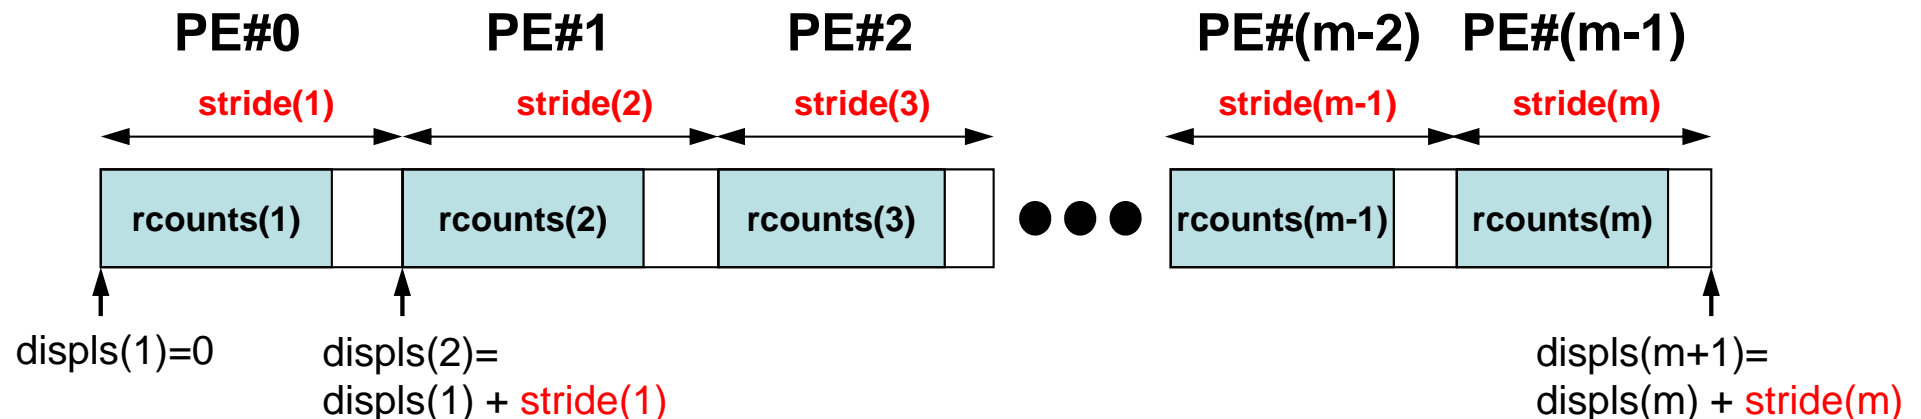 PE#0 PE#1 PE#2 PE#(m-2) PE#(m-1)
stride(1) stride(2) stride(3) stride(m-1) stride(m)
rcounts(1) rcounts(2) rcounts(3) rcounts(m-1) rcounts(m)
displs(1)=0 displs(2)= displs(m+1)=
displs(1) + stride(1) displs(m) + stride(m)